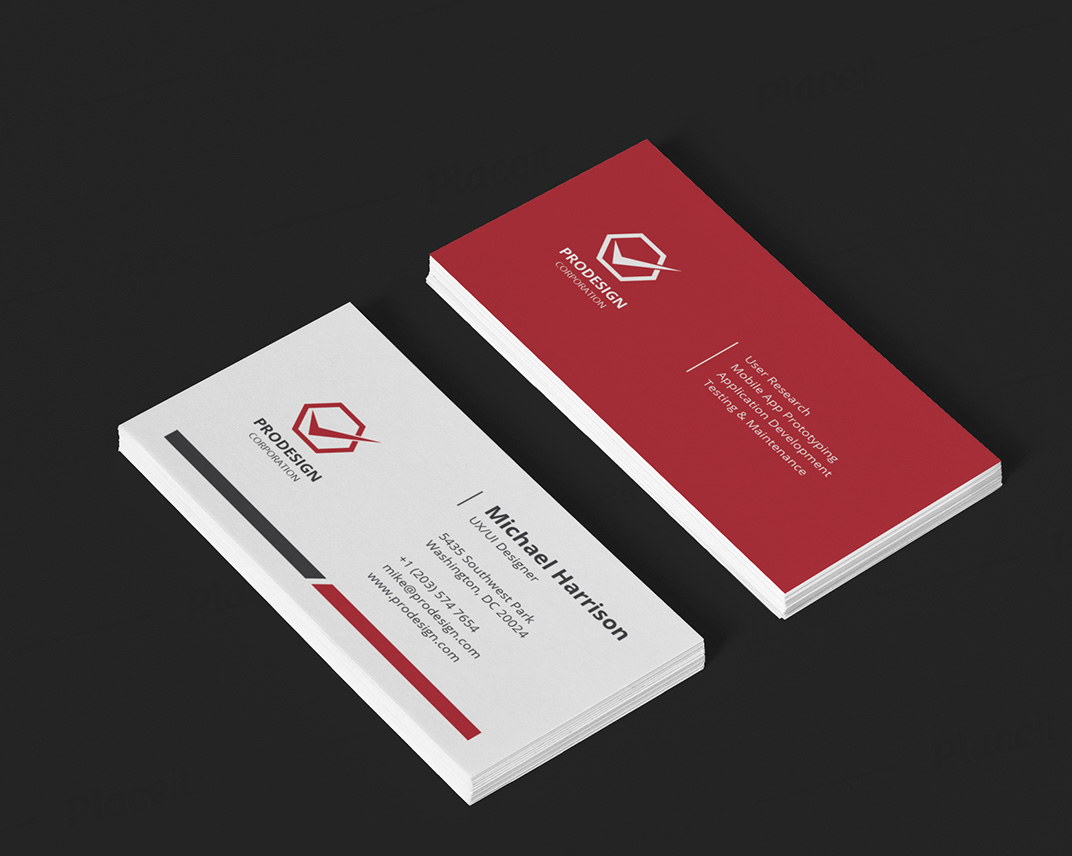 PRODESIGN
CORPORATION
Michael Harrison
UX/UI Designer
5435 Southwest Park
Washington, DC 20024
+1 (203) 574 7654
mike@prodesign.com
www.prodesign.com
PRODESIGN
CORPORATION
User Research
Mobile App Prototyping
Application Development
Testing & Maintenance